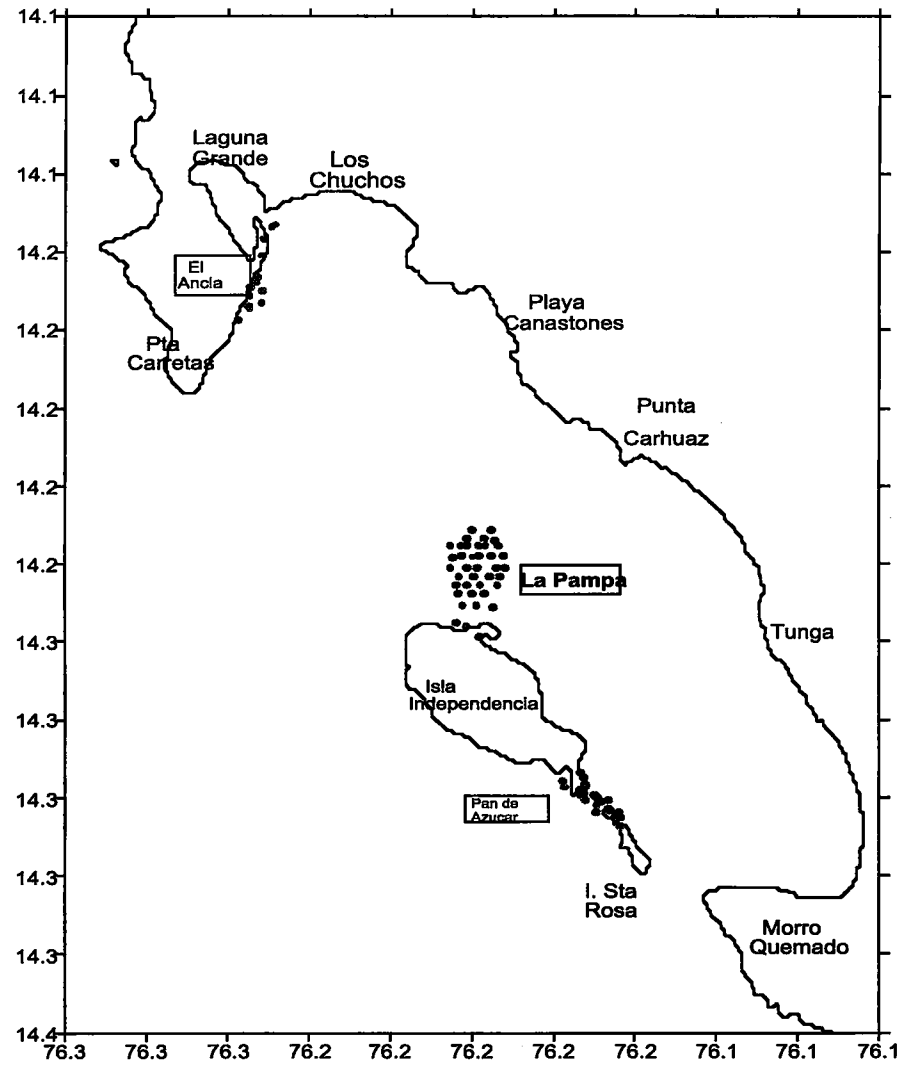 14.1
14.1
Laguna
Grande
Los
Chuchos
14.1
14.2
El
Ancla
Playa
Canastones
14.2
Pta
Carretas
14.2
Punta
Carhuaz
14.2
14.2
La Pampa
14.3
Tunga
Isla
Independencia
14.3
14.3
Pan de
Azucar
14.3
I. Sta
Rosa
Morro
Quemado
14.3
14.4
76.3 76.3 76.3 76.2 76.2 76.2 76.2 76.2 76.1 76.1 76.1